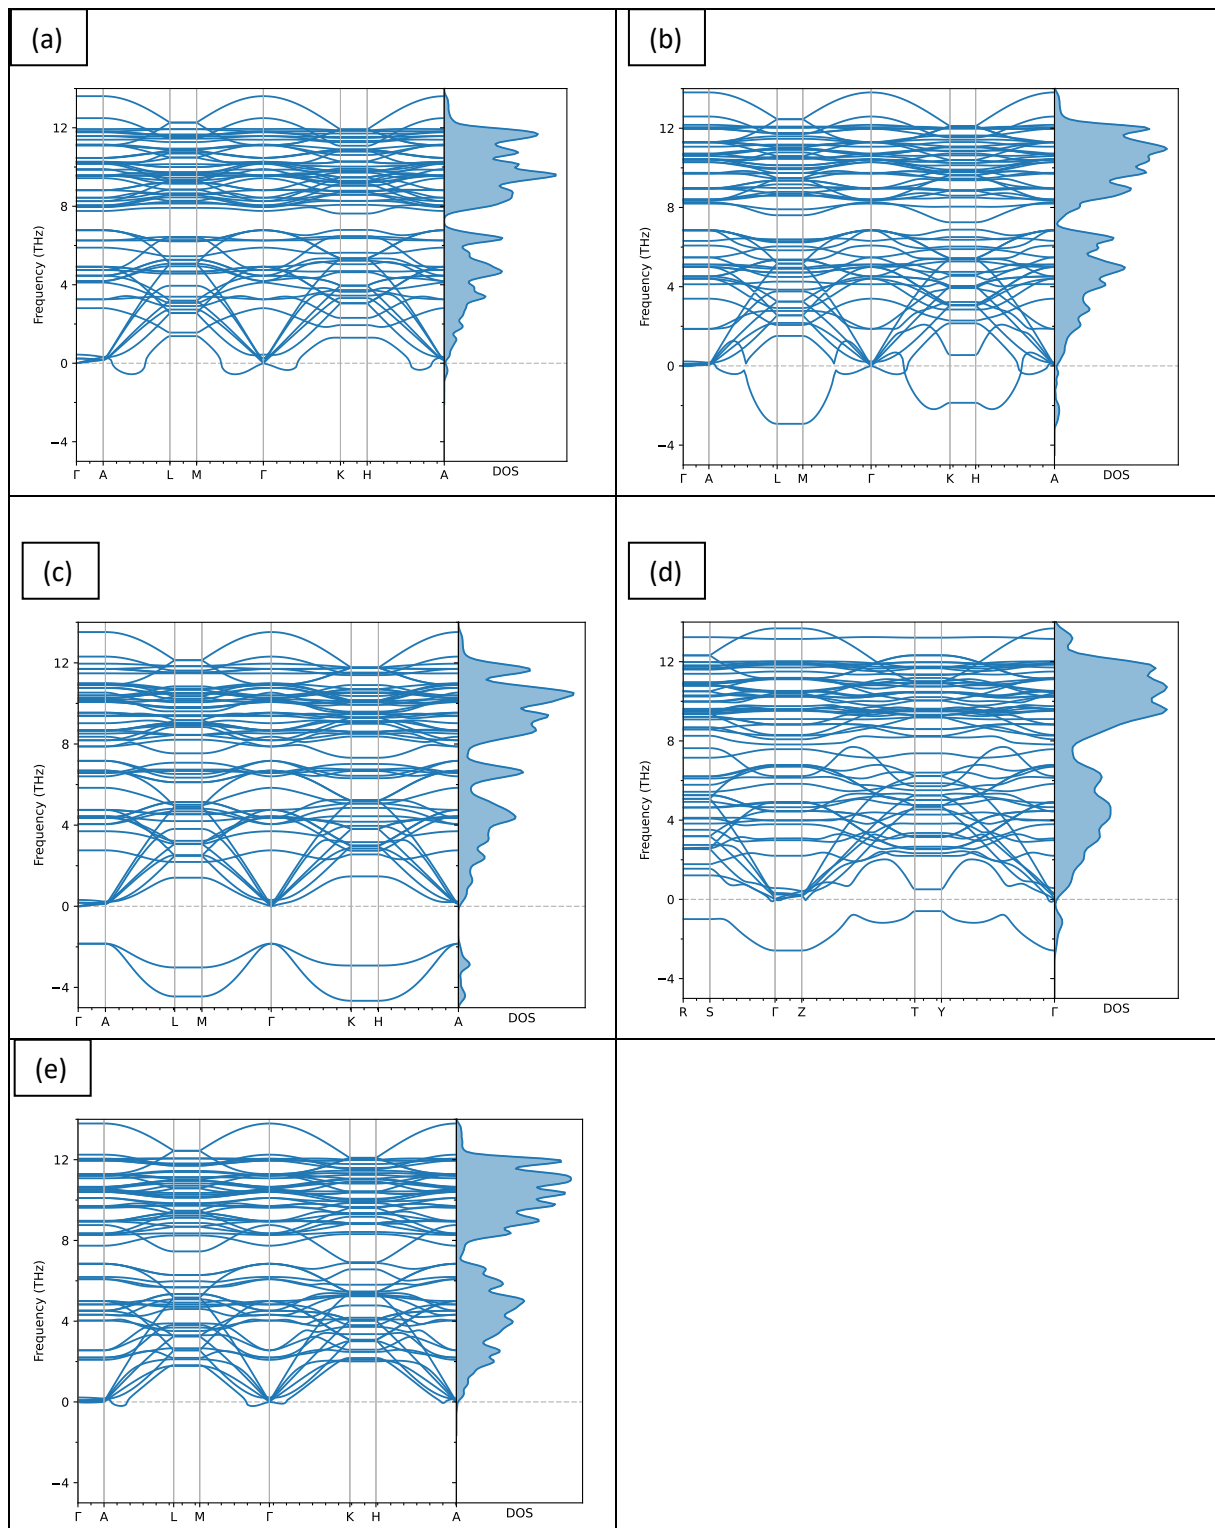 (a)
Frequency (THz)
12
8
4
0
−4
Γ A L M Γ K H A
DOS
(b)
Frequency (THz)
12
8
4
0
−4
Γ A L M Γ K H A
DOS
(c)
Frequency (THz)
12
8
4
0
−4
Γ A L M Γ K H A
DOS
(d)
Frequency (THz)
12
8
4
0
−4
R S Γ Z T Y Γ
DOS
(e)
Frequency (THz)
12
8
4
0
−4
Γ A L M Γ K H A
DOS